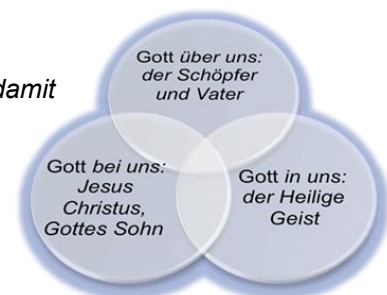 damit
Gott über uns:
der Schöpfer
und Vater
Gott bei uns:
Jesus
Christus,
Gottes Sohn
Gott in uns:
der Heilige
Geist